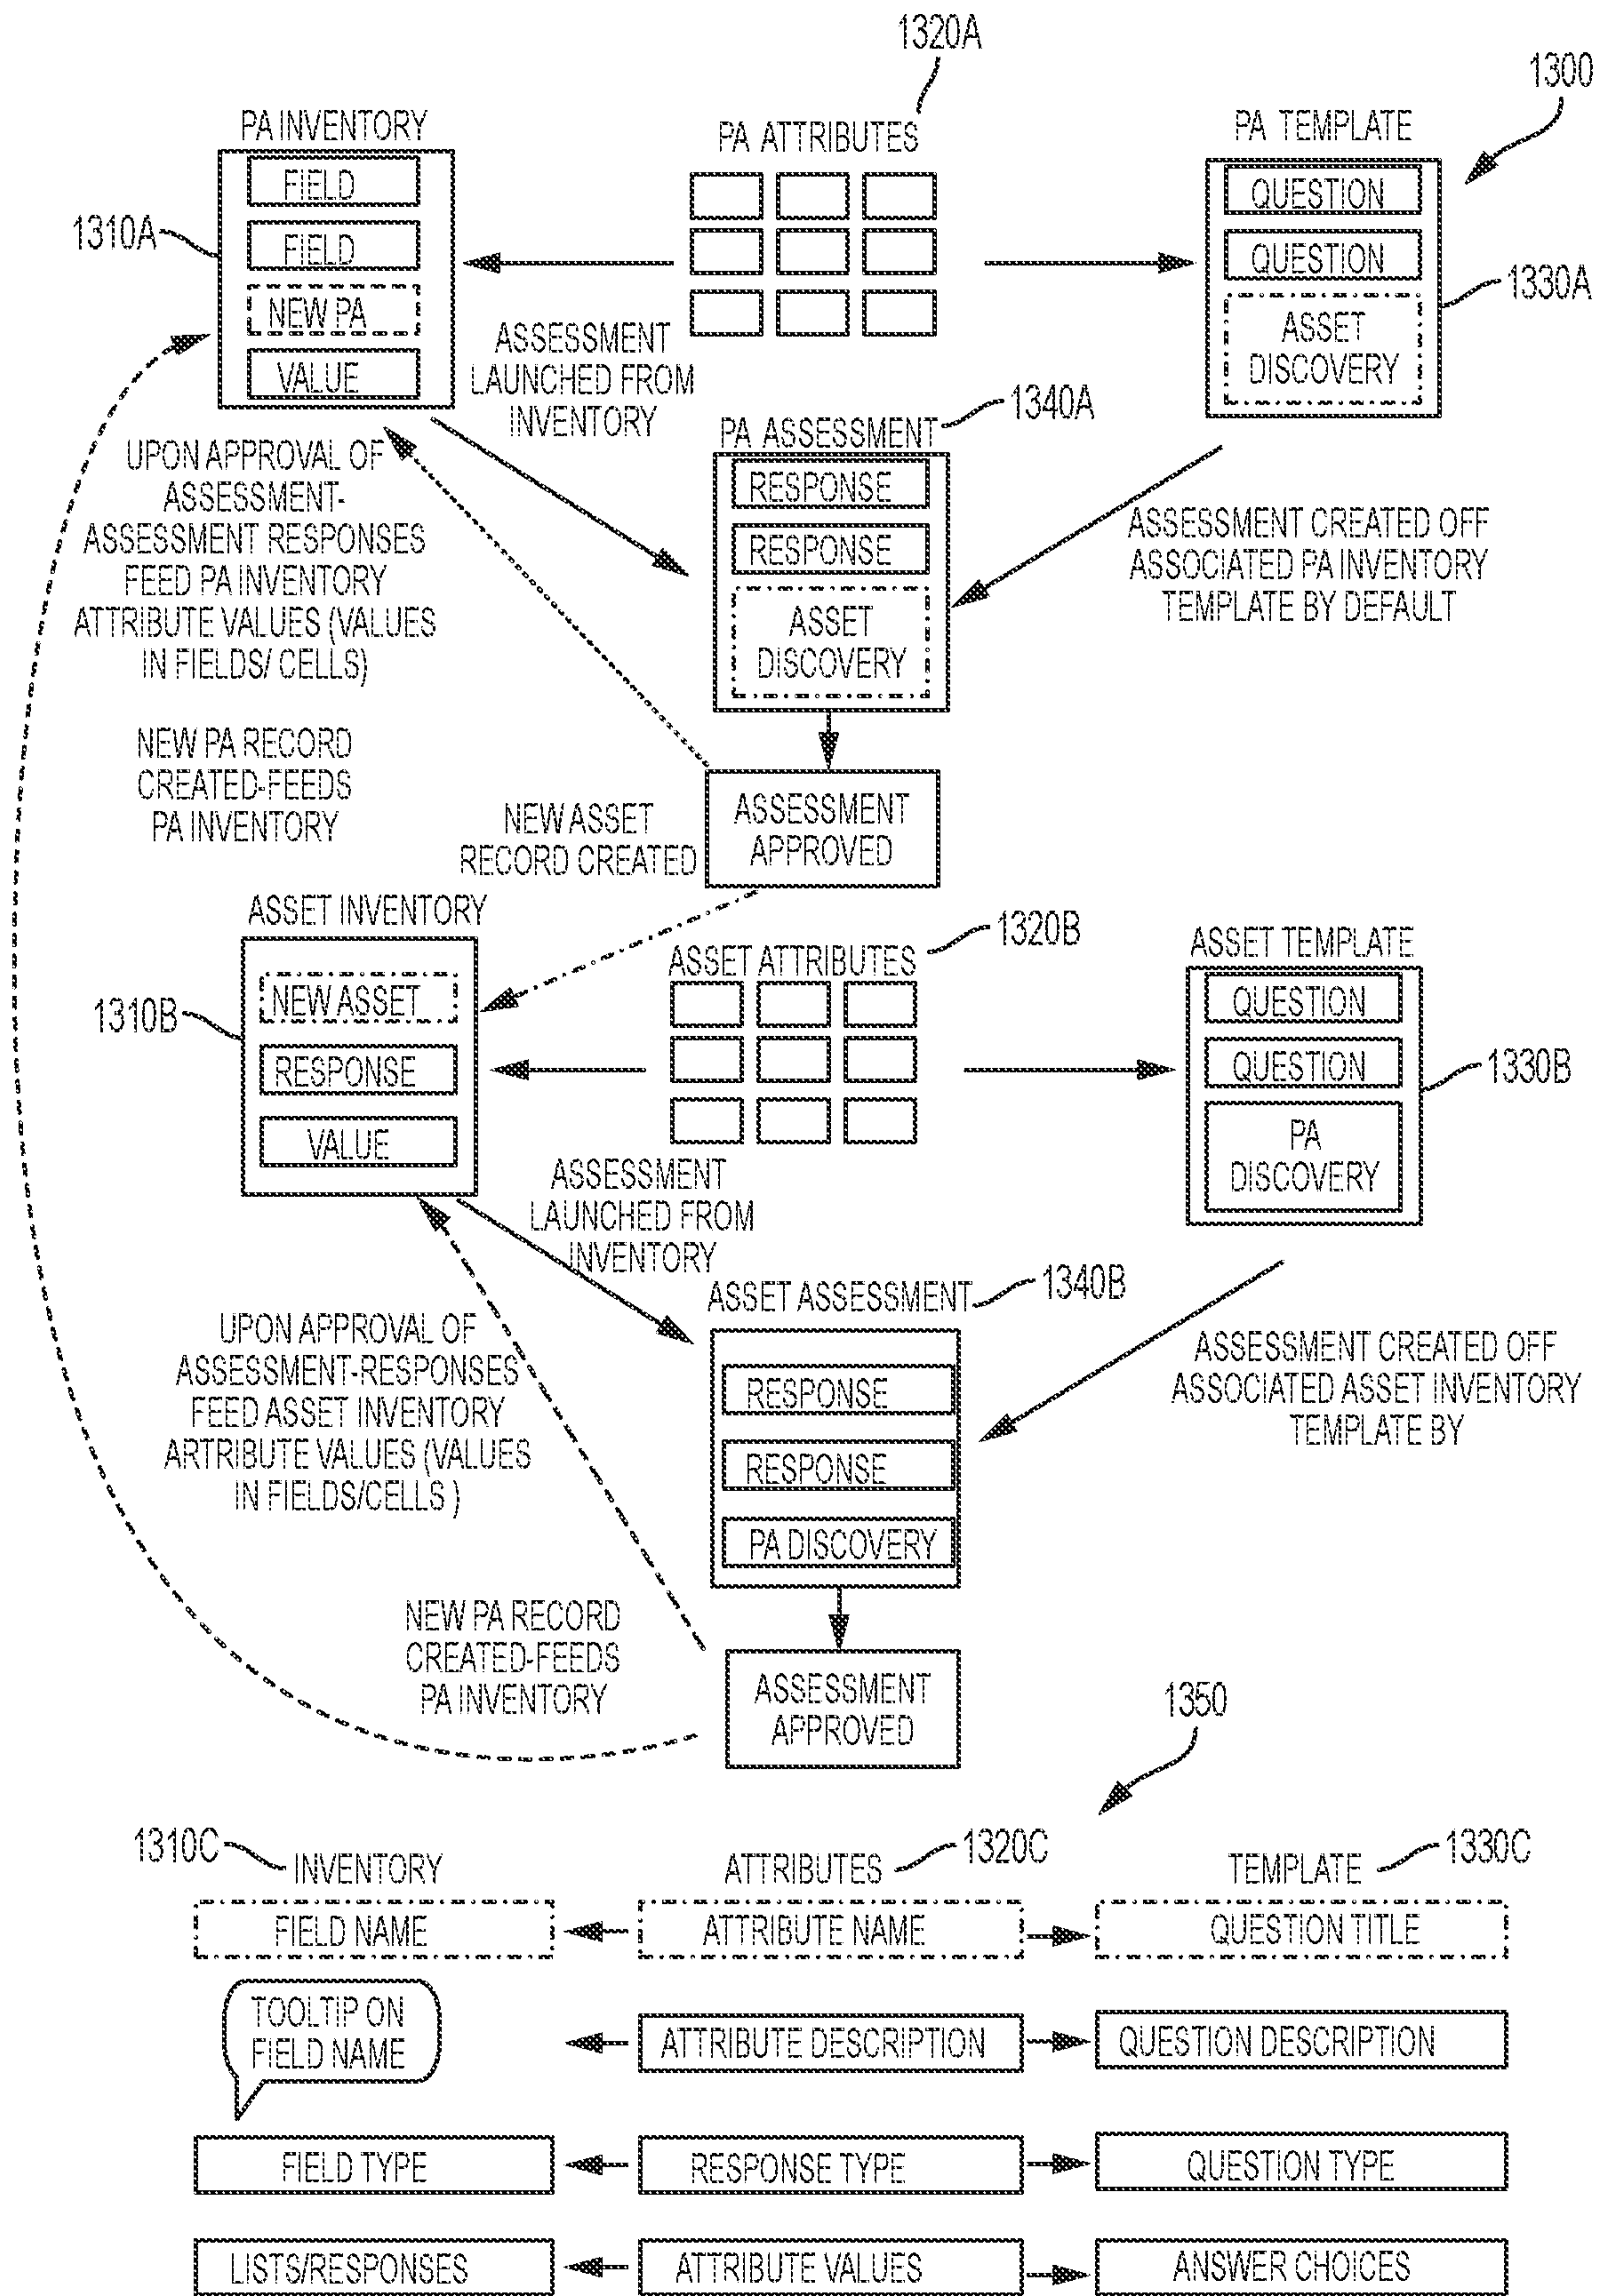 1320A
1300
PA INVENTORY
PA ATTRIBUTES
PA TEMPLATE
FIELD
FIELD
NEW PA
VALUE
1310A
QUESTION
QUESTION
ASSET
DISCOVERY
1330A
ASSESSMENT
LAUNCHED FROM
INVENTORY
1340A
PA ASSESSMENT
RESPONSE
RESPONSE
ASSET
DISCOVERY
UPON APPROVAL OF
ASSESSMENT-
ASSESSMENT RESPONSES
FEED PA INVENTORY
ATTRIBUTE VALUES (VALUES
IN FIELDS/ CELLS)
ASSESSMENT CREATED OFF
ASSOCIATED PA INVENTORY
TEMPLATE BY DEFAULT
NEW PA RECORD
CREATED-FEEDS
PA INVENTORY
NEW ASSET
RECORD CREATED
ASSESSMENT
APPROVED
ASSET INVENTORY
1320B
ASSET ATTRIBUTES
ASSET TEMPLATE
NEW ASSET
RESPONSE
VALUE
1310B
QUESTION
QUESTION
PA
DISCOVERY
1330B
ASSESSMENT
LAUNCHED FROM
INVENTORY
ASSET ASSESSMENT
1340B
RESPONSE
RESPONSE
PA DISCOVERY
UPON APPROVAL OF
ASSESSMENT-RESPONSES
FEED ASSET INVENTORY
ARTRIBUTE VALUES (VALUES
IN FIELDS/CELLS )
ASSESSMENT CREATED OFF
ASSOCIATED ASSET INVENTORY
TEMPLATE BY
NEW PA RECORD
CREATED-FEEDS
PA INVENTORY
ASSESSMENT
APPROVED
1350
1310C
INVENTORY
ATTRIBUTES
1320C
TEMPLATE
1330C
FIELD NAME
ATTRIBUTE NAME
QUESTION TITLE
TOOLTIP ON
FIELD NAME
ATTRIBUTE DESCRIPTION
QUESTION DESCRIPTION
FIELD TYPE
RESPONSE TYPE
QUESTION TYPE
LISTS/RESPONSES
ATTRIBUTE VALUES
ANSWER CHOICES